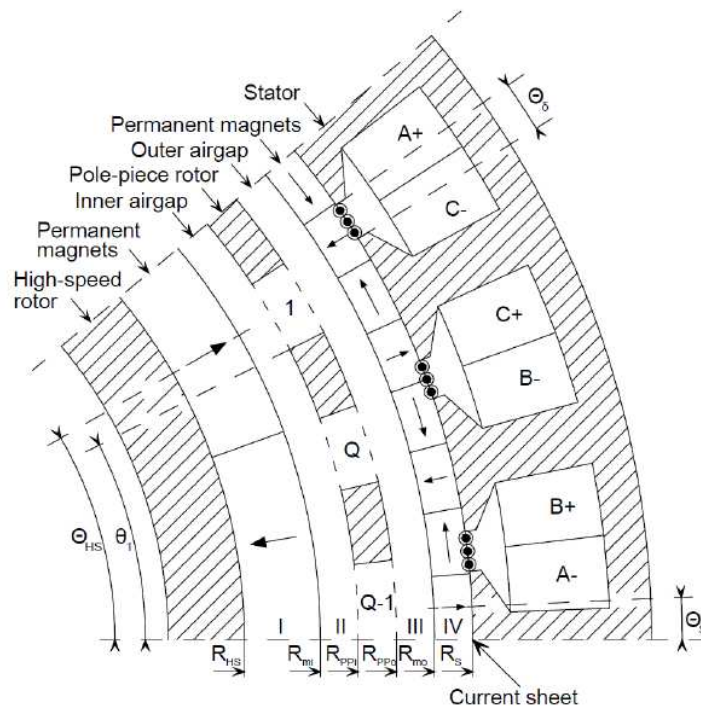 Stator
Permanent magnets
Outer airgap
Pole-piece rotor
Inner airgap
Permanent
magnets
High-speed
rotor
Θδ
A+
C-
C+
B-
B+
A-
1
Q
Q-1
ΘHS
θ1
I
II
III
IV
RHS
Rmi
RPPi
RPPo
Rmo
RS
Current sheet